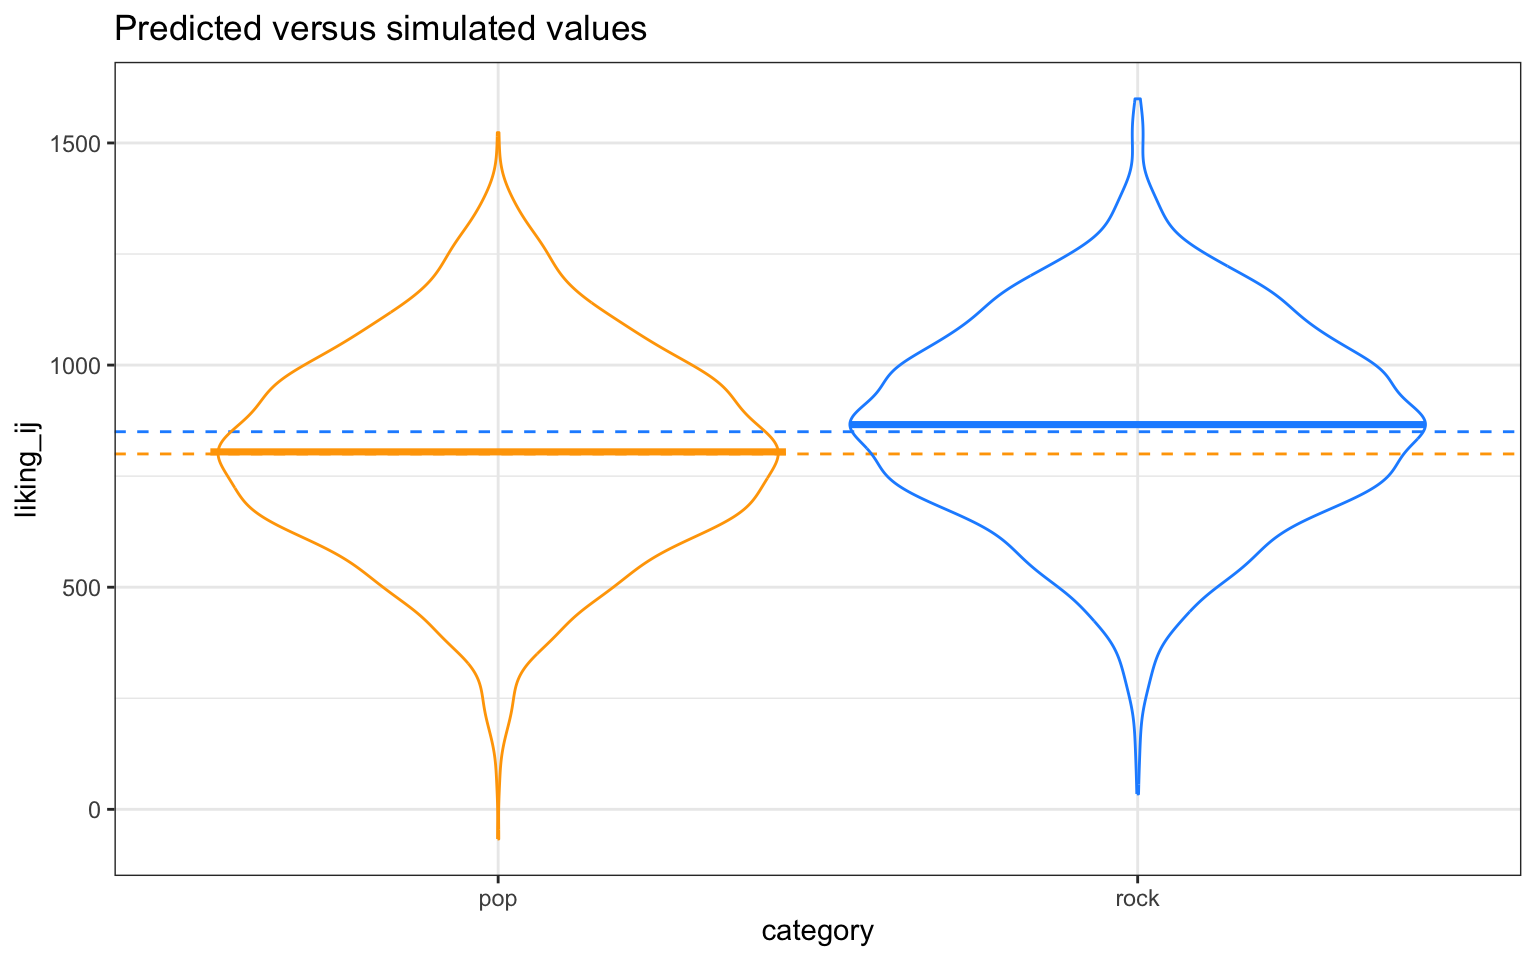 Predicted versus simulated values
1500
1000
500
0
liking_ij
pop
rock
category